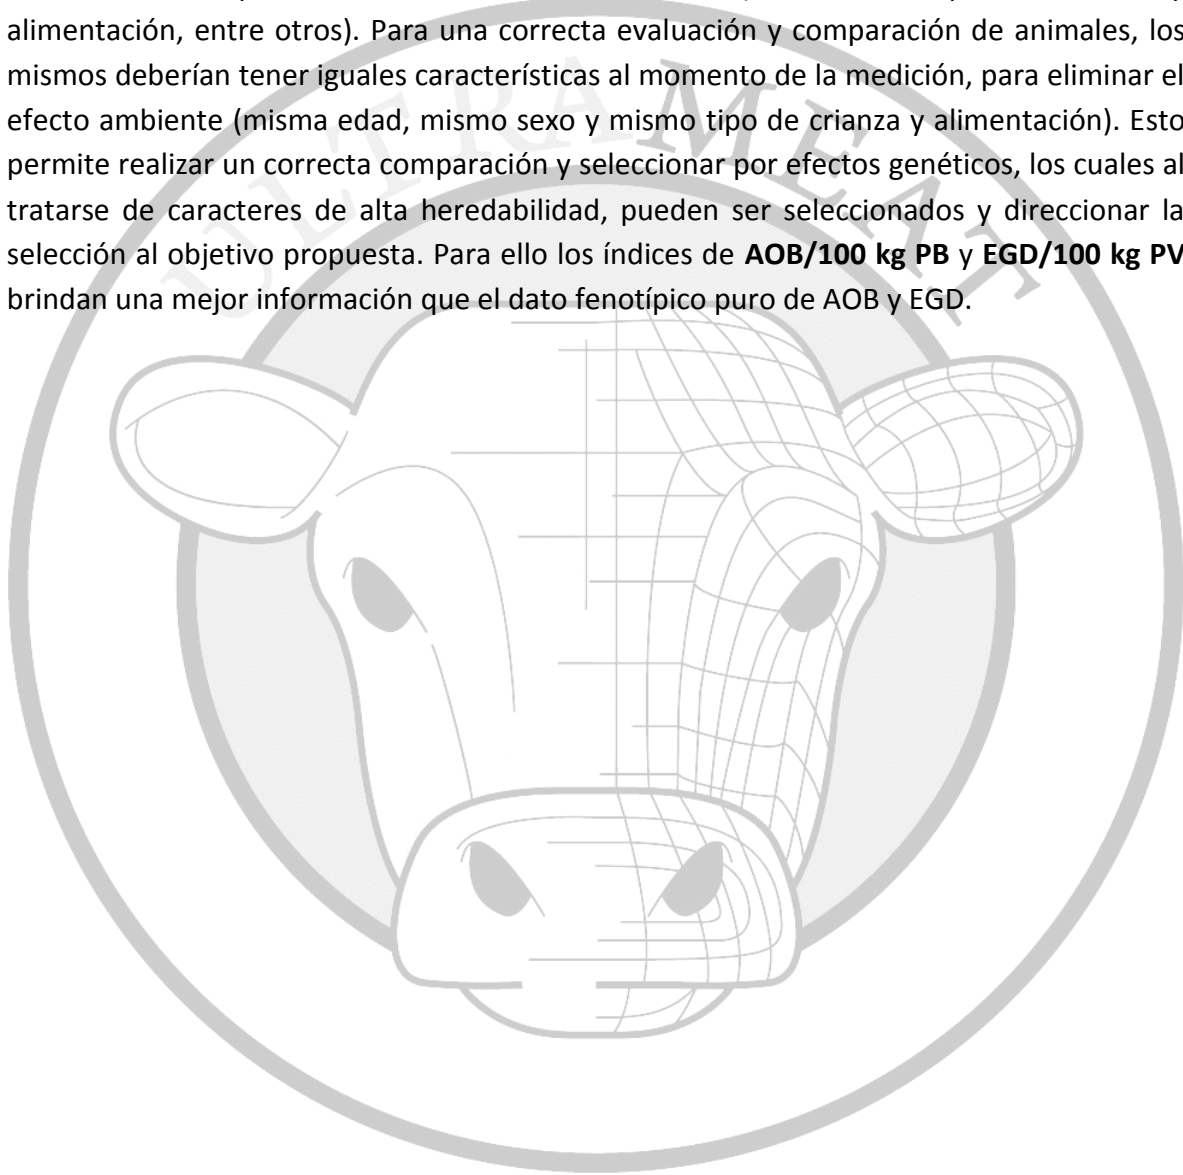 alimentación, entre otros). Para una correcta evaluación y comparación de animales, los
mismos deberían tener iguales características al momento de la medición, para eliminar el
efecto ambiente (misma edad, mismo sexo y mismo tipo de crianza y alimentación). Esto
permite realizar un correcta comparación y seleccionar por efectos genéticos, los cuales al
tratarse de caracteres de alta heredabilidad, pueden ser seleccionados y direccionar la
selección al objetivo propuesta. Para ello los índices de AOB/100 kg PB y EGD/100 kg PV
brindan una mejor información que el dato fenotípico puro de AOB y EGD.
ULTRAMEAT